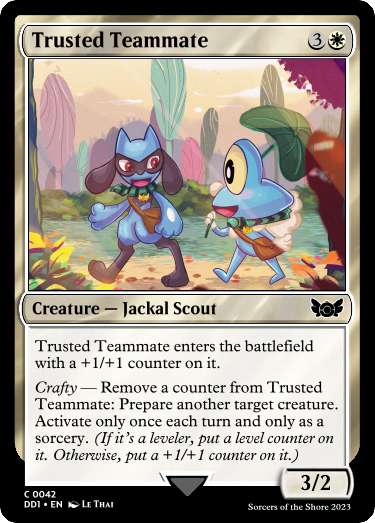 Trusted Teammate 3
Creature — Jackal Scout
Trusted Teammate enters the battlefield
with a +1/+1 counter on it.
Crafty — Remove a counter from Trusted
Teammate: Prepare another target creature.
Activate only once each turn and only as a
sorcery. (If it's a leveler, put a level counter on
it. Otherwise, put a +1/+1 counter on it.)
3/2
C 0042
DD1 • EN Le Thai
Sorcers of the Shore 2023